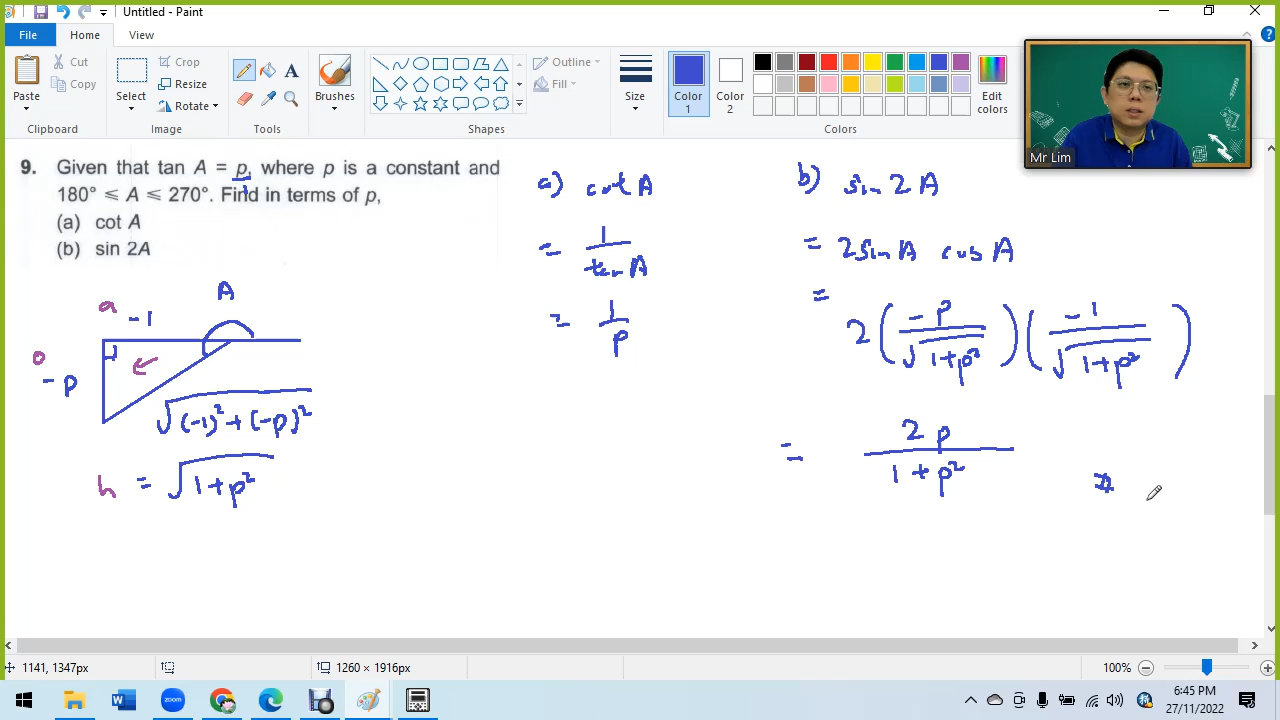 Untitled - Paint
File Home View
Paste Cut Copy
Select Crop Resize Rotate
A
Brushes
Outline Fill
Size
Color 1
Color 2
Edit colors
Clipboard Image Tools Shapes Colors
Mr Lim
9. Given that tan A = p, where p is a constant and
1
180° ≤ A ≤ 270°. Find in terms of p,
(a) cot A
(b) sin 2A
a
-1
A
o
-p
√(-1)² + (-p)²
h = √1+p²
a) cot A
= 1/tan A
= 1/p
b) sin 2A
= 2sin A cos A
= 2(-p/√1+p²)(-1/√1+p²)
= 2p/1+p²
#
1141, 1347px
1260 × 1916px
100%
zoom
6:45 PM
27/11/2022